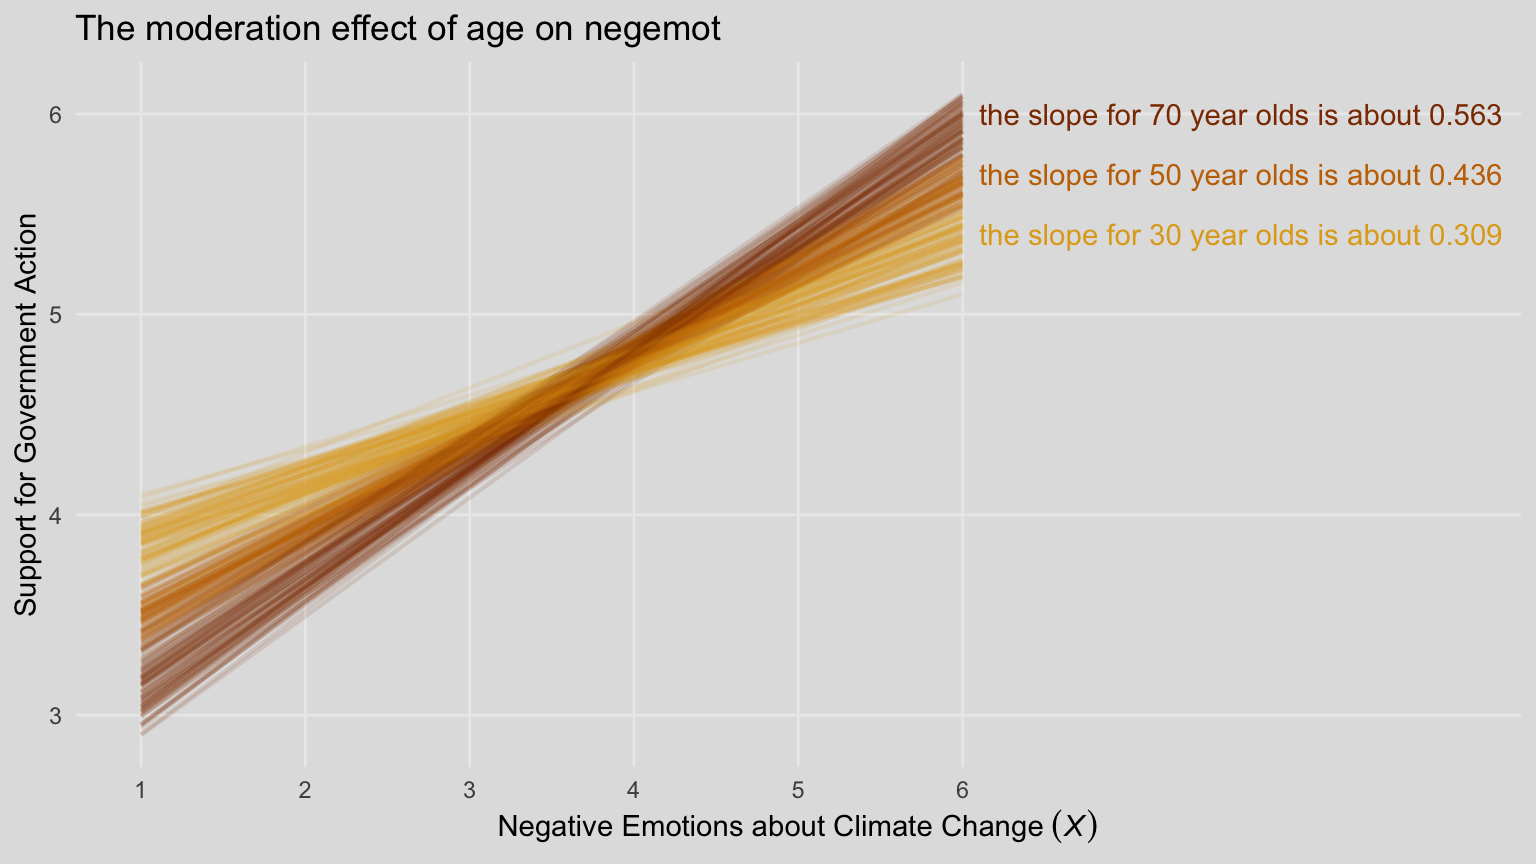 The moderation effect of age on negemot
6
the slope for 70 year olds is about 0.563
the slope for 50 year olds is about 0.436
the slope for 30 year olds is about 0.309
5
4
3
Support for Government Action
1 2 3 4 5 6
Negative Emotions about Climate Change (X)